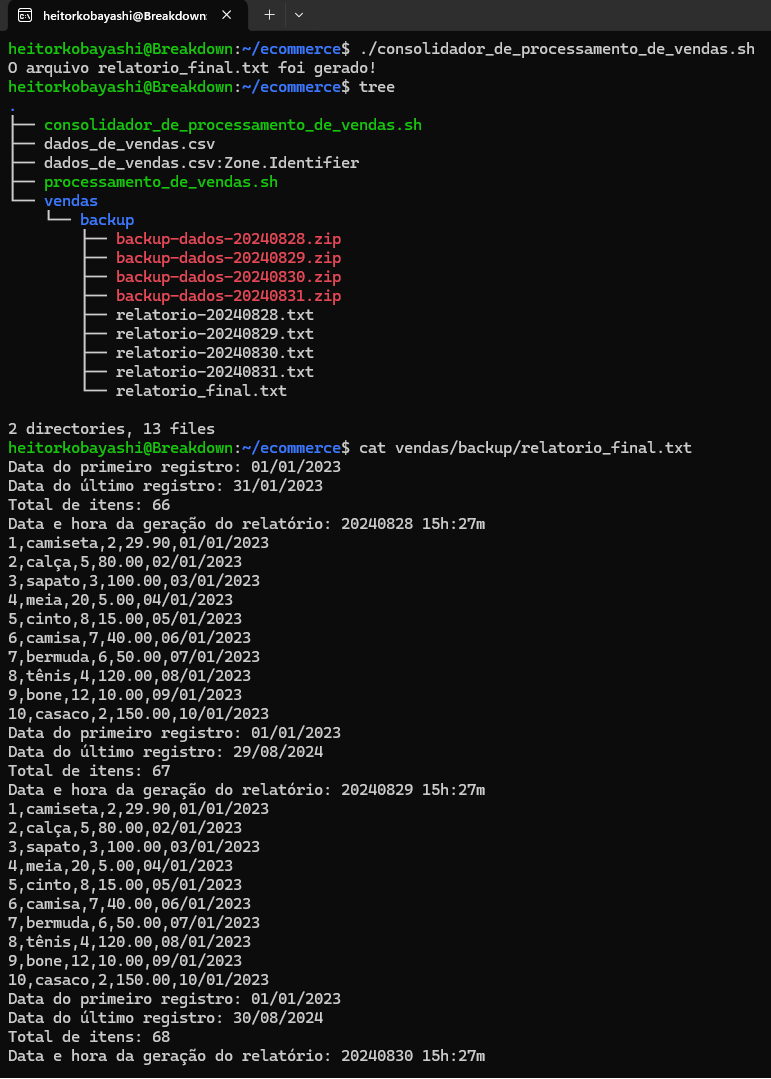 heitorkobayashi@Breakdown:
heitorkobayashi@Breakdown:~/ecommerce$ ./consolidador_de_processamento_de_vendas.sh
O arquivo relatorio_final.txt foi gerado!
heitorkobayashi@Breakdown:~/ecommerce$ tree
.
├── consolidador_de_processamento_de_vendas.sh
├── dados_de_vendas.csv
├── dados_de_vendas.csv:Zone.Identifier
├── processamento_de_vendas.sh
└── vendas
    └── backup
        ├── backup-dados-20240828.zip
        ├── backup-dados-20240829.zip
        ├── backup-dados-20240830.zip
        ├── backup-dados-20240831.zip
        ├── relatorio-20240828.txt
        ├── relatorio-20240829.txt
        ├── relatorio-20240830.txt
        ├── relatorio-20240831.txt
        └── relatorio_final.txt
2 directories, 13 files
heitorkobayashi@Breakdown:~/ecommerce$ cat vendas/backup/relatorio_final.txt
Data do primeiro registro: 01/01/2023
Data do último registro: 31/01/2023
Total de itens: 66
Data e hora da geração do relatório: 20240828 15h:27m
1,camiseta,2,29.90,01/01/2023
2,calça,5,80.00,02/01/2023
3,sapato,3,100.00,03/01/2023
4,meia,20,5.00,04/01/2023
5,cinto,8,15.00,05/01/2023
6,camisa,7,40.00,06/01/2023
7,bermuda,6,50.00,07/01/2023
8,tênis,4,120.00,08/01/2023
9,bone,12,10.00,09/01/2023
10,casaco,2,150.00,10/01/2023
Data do primeiro registro: 01/01/2023
Data do último registro: 29/08/2024
Total de itens: 67
Data e hora da geração do relatório: 20240829 15h:27m
1,camiseta,2,29.90,01/01/2023
2,calça,5,80.00,02/01/2023
3,sapato,3,100.00,03/01/2023
4,meia,20,5.00,04/01/2023
5,cinto,8,15.00,05/01/2023
6,camisa,7,40.00,06/01/2023
7,bermuda,6,50.00,07/01/2023
8,tênis,4,120.00,08/01/2023
9,bone,12,10.00,09/01/2023
10,casaco,2,150.00,10/01/2023
Data do primeiro registro: 01/01/2023
Data do último registro: 30/08/2024
Total de itens: 68
Data e hora da geração do relatório: 20240830 15h:27m